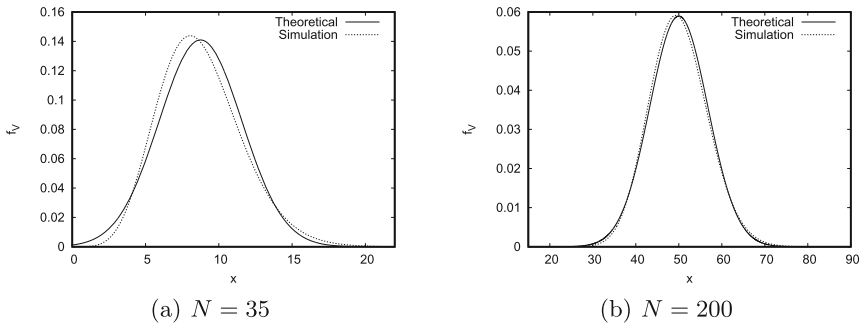 0.16
0.14
0.12
0.1
0.08
0.06
0.04
0.02
0
f_V
0 5 10 15 20
x
Theoretical
Simulation
(a) N = 35
0.06
0.05
0.04
0.03
0.02
0.01
0
f_V
20 30 40 50 60 70 80 90
x
Theoretical
Simulation
(b) N = 200